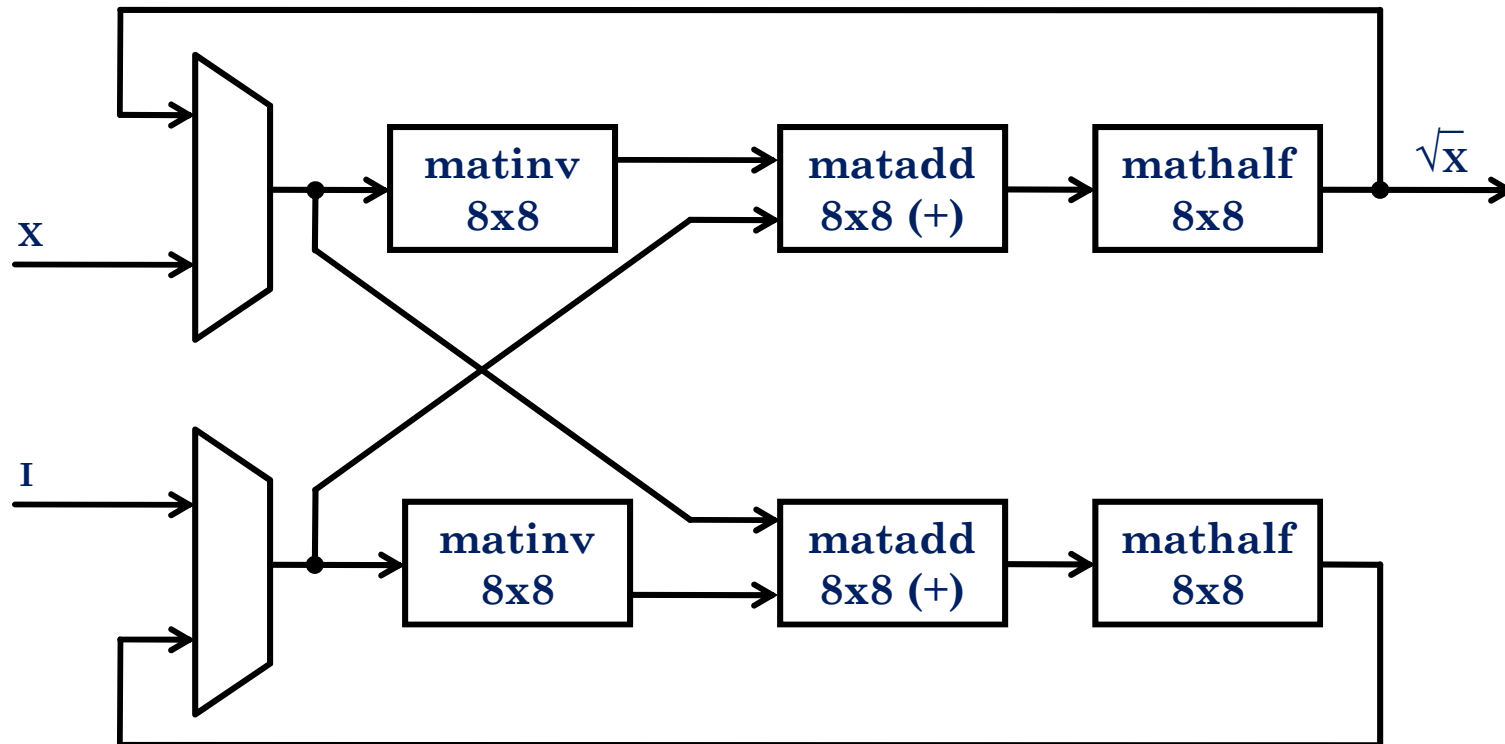 √x
matinv
8x8
matadd
8x8 (+)
mathalf
8x8
X
I
matinv
8x8
matadd
8x8 (+)
mathalf
8x8